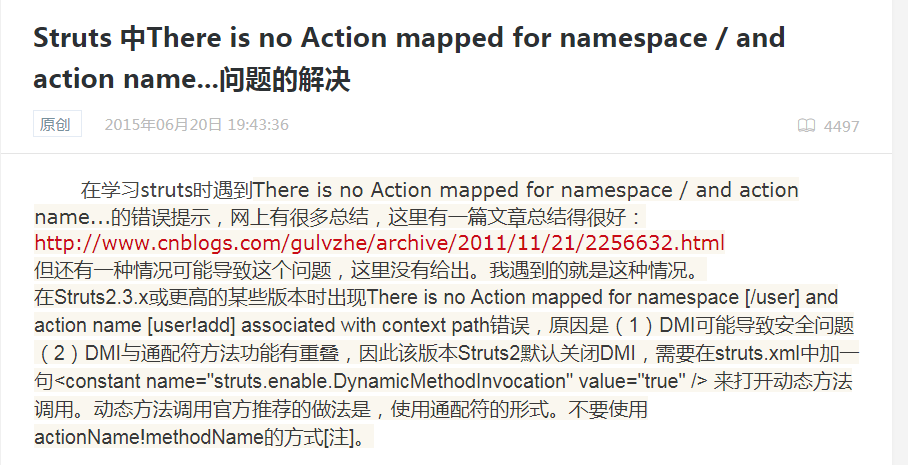 Struts 中There is no Action mapped for namespace / and
action name...问题的解决
原创 2015年06月20日 19:43:36 4497
在学习struts时遇到There is no Action mapped for namespace / and action
name...的错误提示，网上有很多总结，这里有一篇文章总结得很好：
http://www.cnblogs.com/gulvzhe/archive/2011/11/21/2256632.html
但还有一种情况可能导致这个问题，这里没有给出。我遇到的就是这种情况。
在Struts2.3.x或更高的某些版本时出现There is no Action mapped for namespace [/user] and
action name [user!add] associated with context path错误，原因是（1）DMI可能导致安全问题
（2）DMI与通配符方法功能有重叠，因此该版本Struts2默认关闭DMI，需要在struts.xml中加一
句<constant name="struts.enable.DynamicMethodInvocation" value="true" /> 来打开动态方法
调用。动态方法调用官方推荐的做法是，使用通配符的形式。不要使用
actionName!methodName的方式[注]。